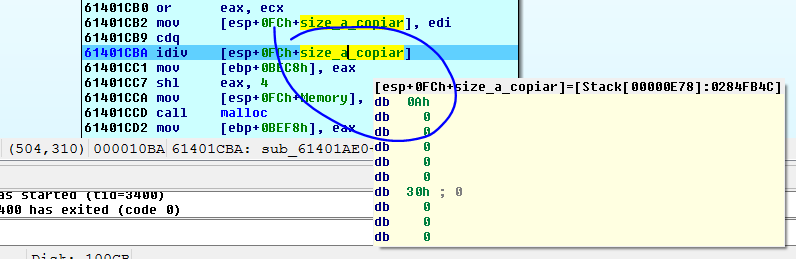 61401CB0 or eax, ecx
61401CB2 mov [esp+0FCh+size_a_copiar], edi
61401CB9 cdq
61401CBA idiv [esp+0FCh+size_a_copiar]
61401CC1 mov [ebp+0BEC8h], eax
61401CC7 shl eax, 4
61401CCA mov [esp+0FCh+Memory],
61401CCD call malloc
61401CD2 mov [ebp+0BEF8h], eax
[esp+0FCh+size_a_copiar]=[Stack[00000E78]:0284FB4C]
db 0Ah
db 0
db 0
db 0
db 0
db 0
db 30h ; 0
db 0
db 0
db 0
(504,310) 000010BA 61401CBA: sub_61401AE0
as started (tid=3400)
400 has exited (code 0)
Disk: 100GB